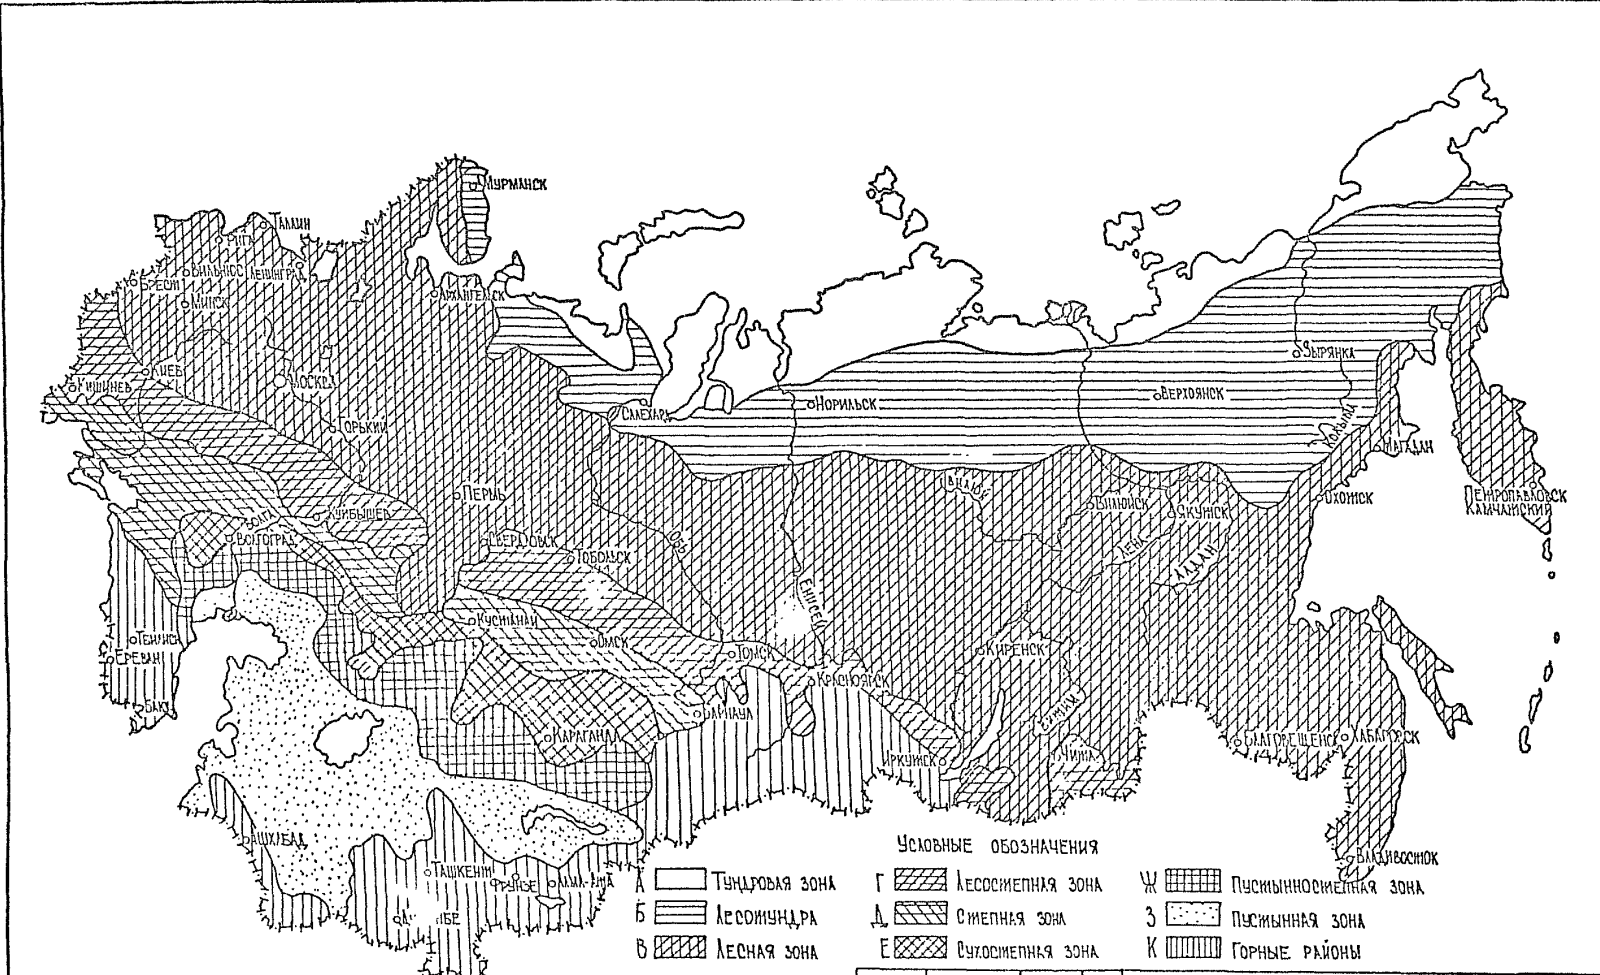 Мурманск
Таллин
Рига
Вильнюс
Ленинград
Брест
Минск
Архангельск
Киев
Кишинев
Москва
Горький
Салехард
Норильск
Верхоянск
Зырянка
Колыма
Магадан
Охотск
Петропавловск
Камчатский
Пермь
Куйбышев
Волга
Волгоград
Свердловск
Тобольск
Обь
Енисей
Вилюй
Вилюйск
Якутск
Лена
Алдан
Кустанай
Омск
Томск
Красноярск
Киренск
Витим
Чита
Иркутск
Барнаул
Караганда
Ереван
Баку
Благовещенск
Хабаровск
Владивосток
Ашхабад
Ташкент
Фрунзе
Алма-Ата
Условные обозначения
А Тундровая зона
Б Лесотундра
В Лесная зона
Г Лесостепная зона
Д Степная зона
Е Сухостепная зона
Ж Пустынностепная зона
З Пустынная зона
К Горные районы